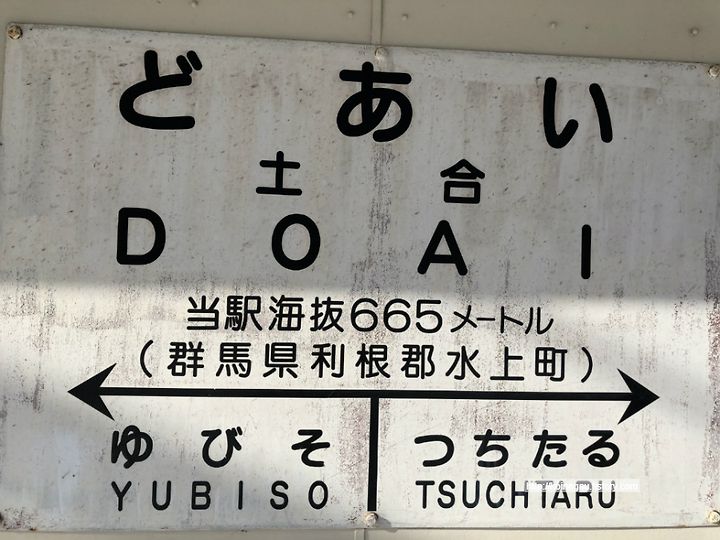 どあい
土合
DOAI
当駅海抜665メートル
(群馬県利根郡水上町)
ゆびそ つちたる
YUBISO TSUCHITARU